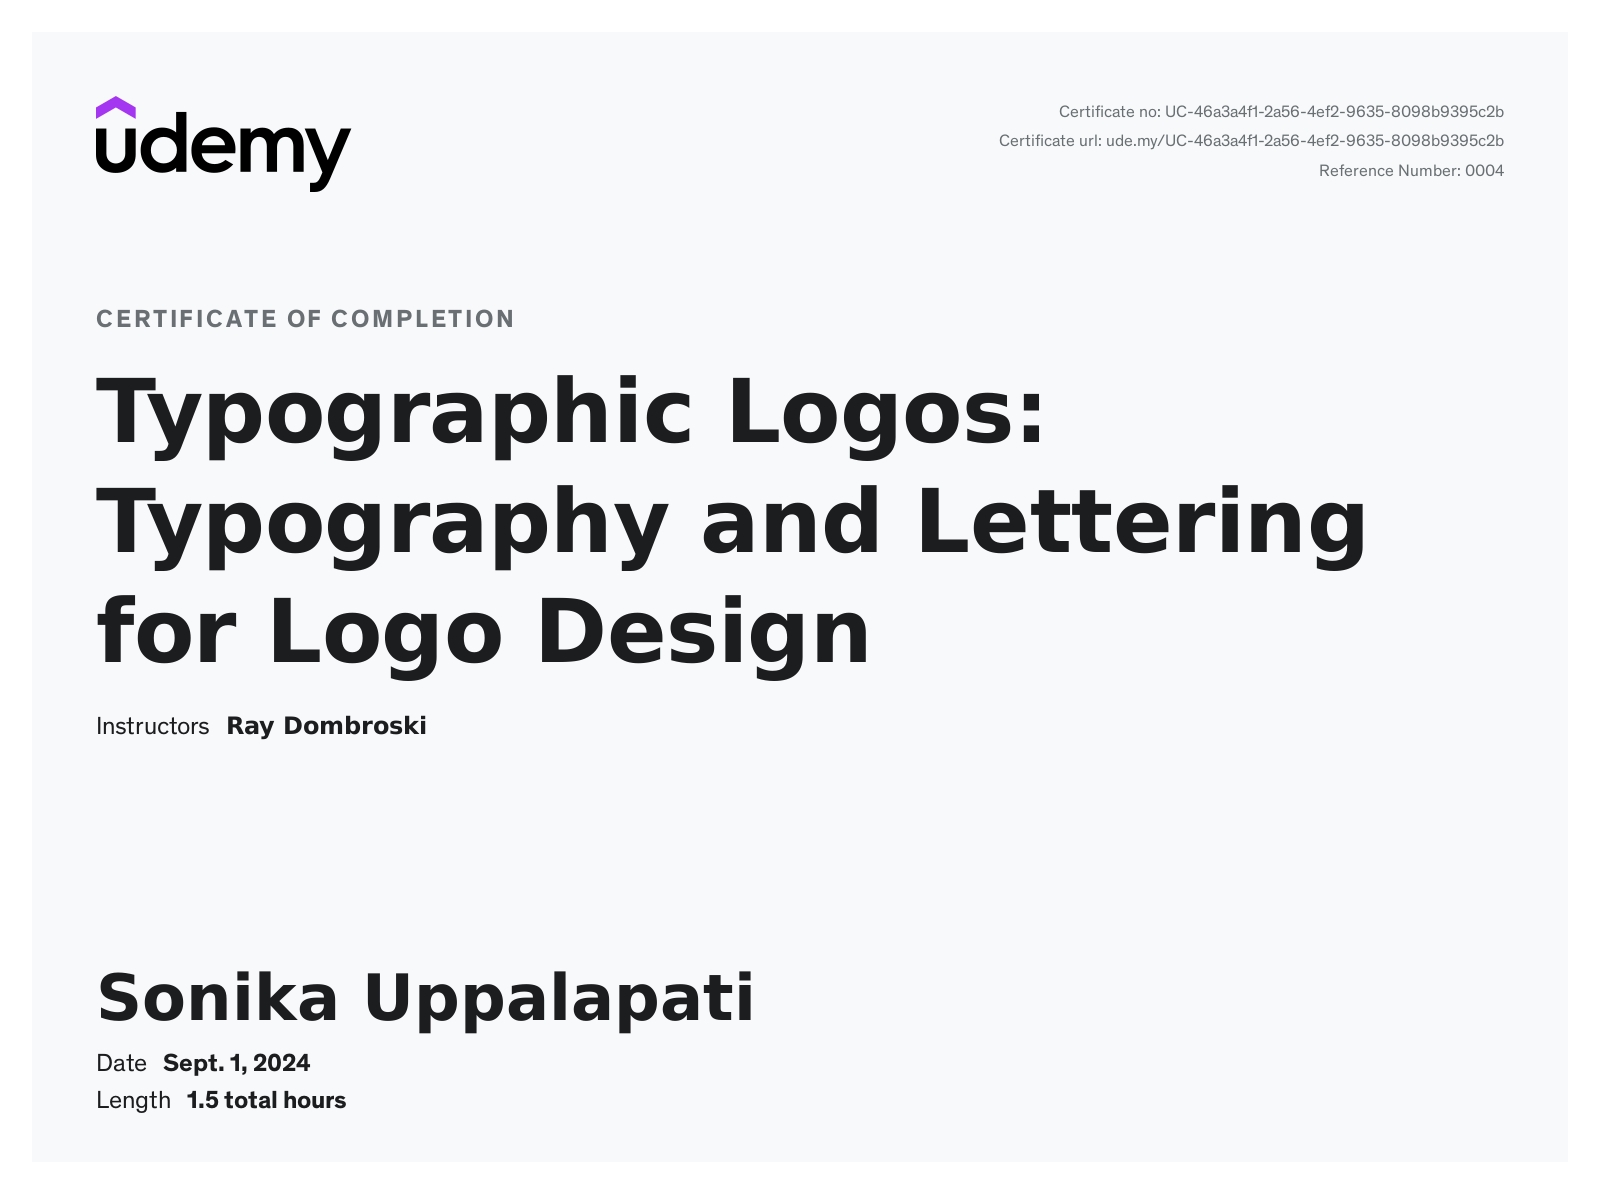 udemy
Certificate no: UC-46a3a4f1-2a56-4ef2-9635-8098b9395c2b
Certificate url: ude.my/UC-46a3a4f1-2a56-4ef2-9635-8098b9395c2b
Reference Number: 0004
CERTIFICATE OF COMPLETION
Typographic Logos:
Typography and Lettering
for Logo Design
Instructors Ray Dombroski
Sonika Uppalapati
Date Sept. 1, 2024
Length 1.5 total hours